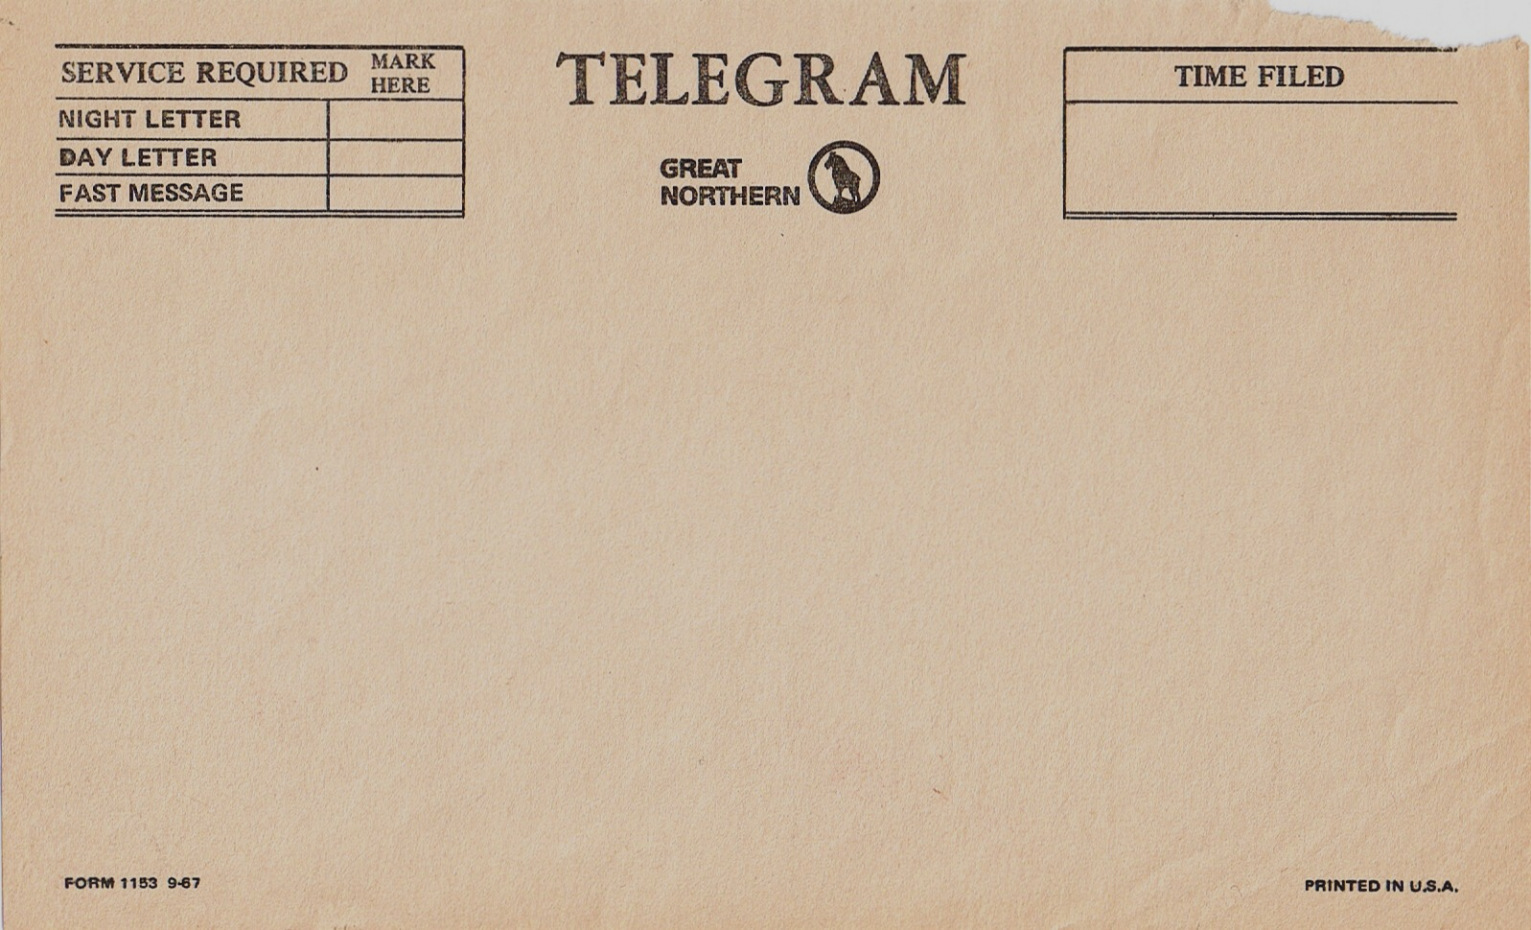 SERVICE REQUIRED MARK HERE
NIGHT LETTER
DAY LETTER
FAST MESSAGE
TELEGRAM
GREAT
NORTHERN
TIME FILED
FORM 1153 9-67
PRINTED IN U.S.A.